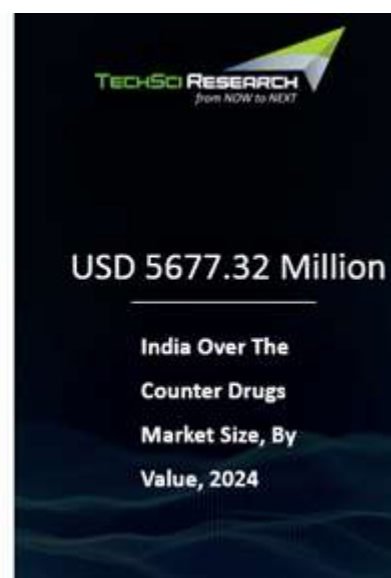 TECHSCI RESEARCH
from NOW to NEXT
USD 5677.32 Million
India Over The
Counter Drugs
Market Size, By
Value, 2024